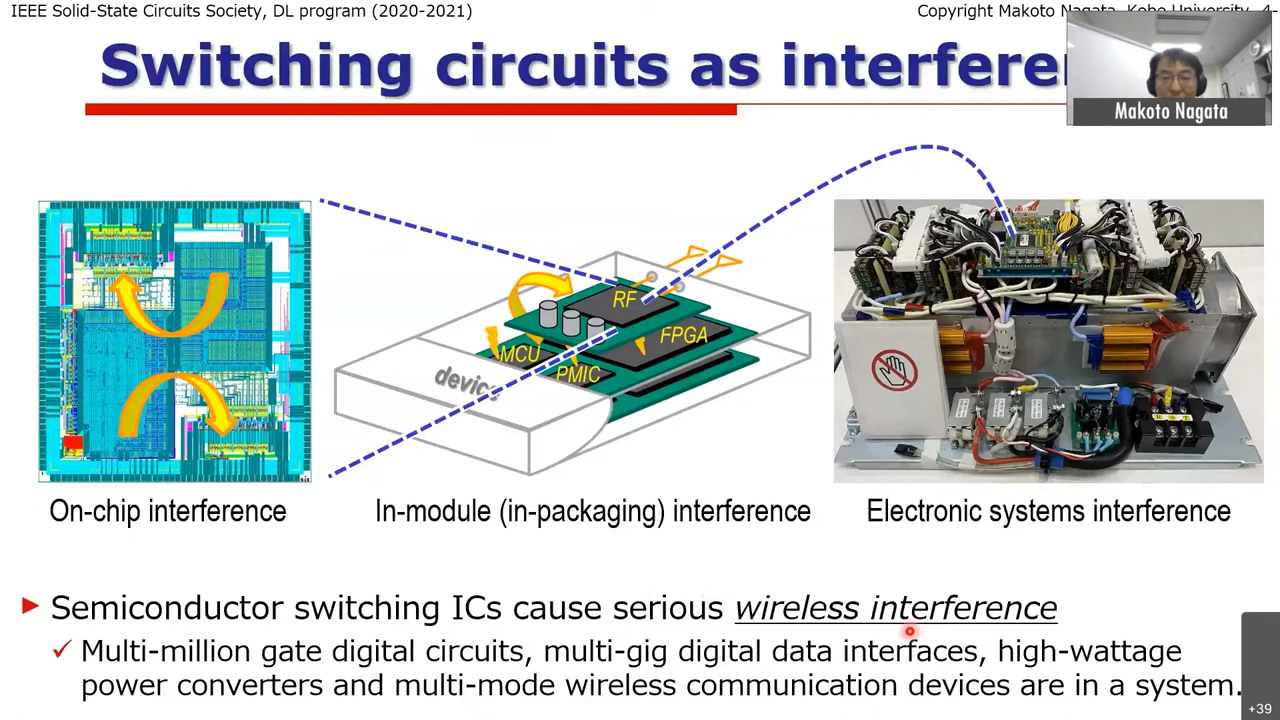 IEEE Solid-State Circuits Society, DL program (2020-2021)
Copyright Makoto Nagata, Kobe University, 4-
Switching circuits as interfere
Makoto Nagata
RF
FPGA
MCU
PMIC
device
On-chip interference
In-module (in-packaging) interference
Electronic systems interference
Semiconductor switching ICs cause serious wireless interference
✓ Multi-million gate digital circuits, multi-gig digital data interfaces, high-wattage
power converters and multi-mode wireless communication devices are in a system.
+39